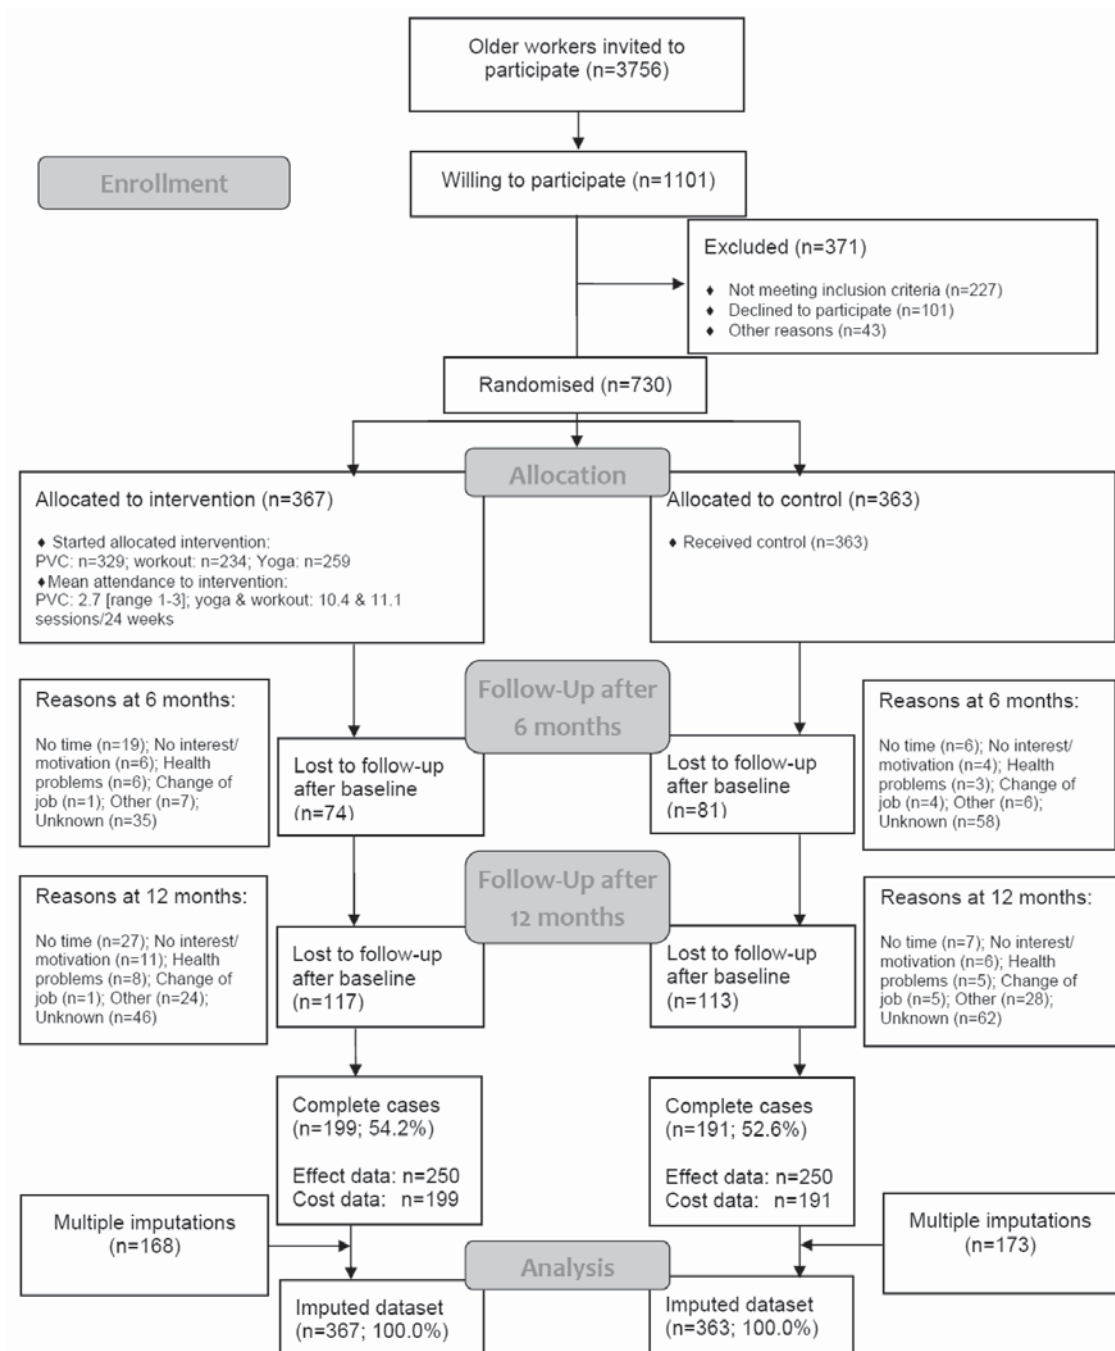 Older workers invited to
participate (n=3756)
Enrollment
Willing to participate (n=1101)
Excluded (n=371)
♦ Not meeting inclusion criteria (n=227)
♦ Declined to participate (n=101)
♦ Other reasons (n=43)
Randomised (n=730)
Allocation
Allocated to intervention (n=367)
♦ Started allocated intervention:
PVC: n=329; workout: n=234; Yoga: n=259
♦Mean attendance to intervention:
PVC: 2.7 [range 1-3]; yoga & workout: 10.4 & 11.1
sessions/24 weeks
Allocated to control (n=363)
♦ Received control (n=363)
Follow-Up after
6 months
Reasons at 6 months:
No time (n=19); No interest/
motivation (n=6); Health
problems (n=6); Change of
job (n=1); Other (n=7);
Unknown (n=35)
Lost to follow-up
after baseline
(n=74)
Lost to follow-up
after baseline
(n=81)
Reasons at 6 months:
No time (n=6); No interest/
motivation (n=4); Health
problems (n=3); Change of
job (n=4); Other (n=6);
Unknown (n=58)
Follow-Up after
12 months
Reasons at 12 months:
No time (n=27); No interest/
motivation (n=11); Health
problems (n=8); Change of
job (n=1); Other (n=24);
Unknown (n=46)
Lost to follow-up
after baseline
(n=117)
Lost to follow-up
after baseline
(n=113)
Reasons at 12 months:
No time (n=7); No interest/
motivation (n=6); Health
problems (n=5); Change of
job (n=5); Other (n=28);
Unknown (n=62)
Complete cases
(n=199; 54.2%)
Effect data: n=250
Cost data: n=199
Complete cases
(n=191; 52.6%)
Effect data: n=250
Cost data: n=191
Multiple imputations
(n=168)
Multiple imputations
(n=173)
Analysis
Imputed dataset
(n=367; 100.0%)
Imputed dataset
(n=363; 100.0%)